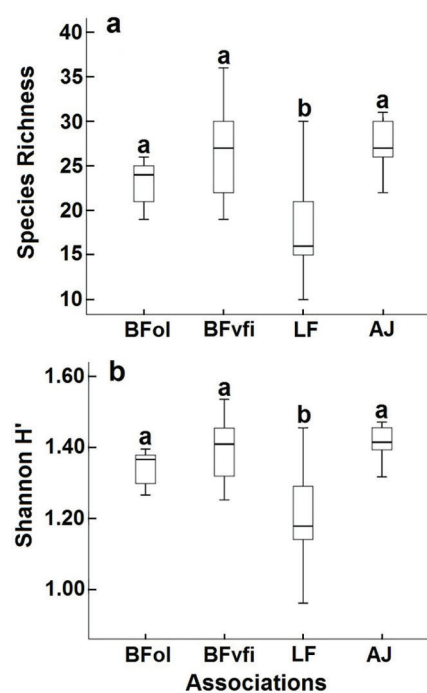 a
40
35
30
25
20
15
10
Species Richness
a
a
b
a
BFol
BFvfi
LF
AJ
b
1.60
1.40
1.20
1.00
Shannon H'
a
a
b
a
BFol
BFvfi
LF
AJ
Associations